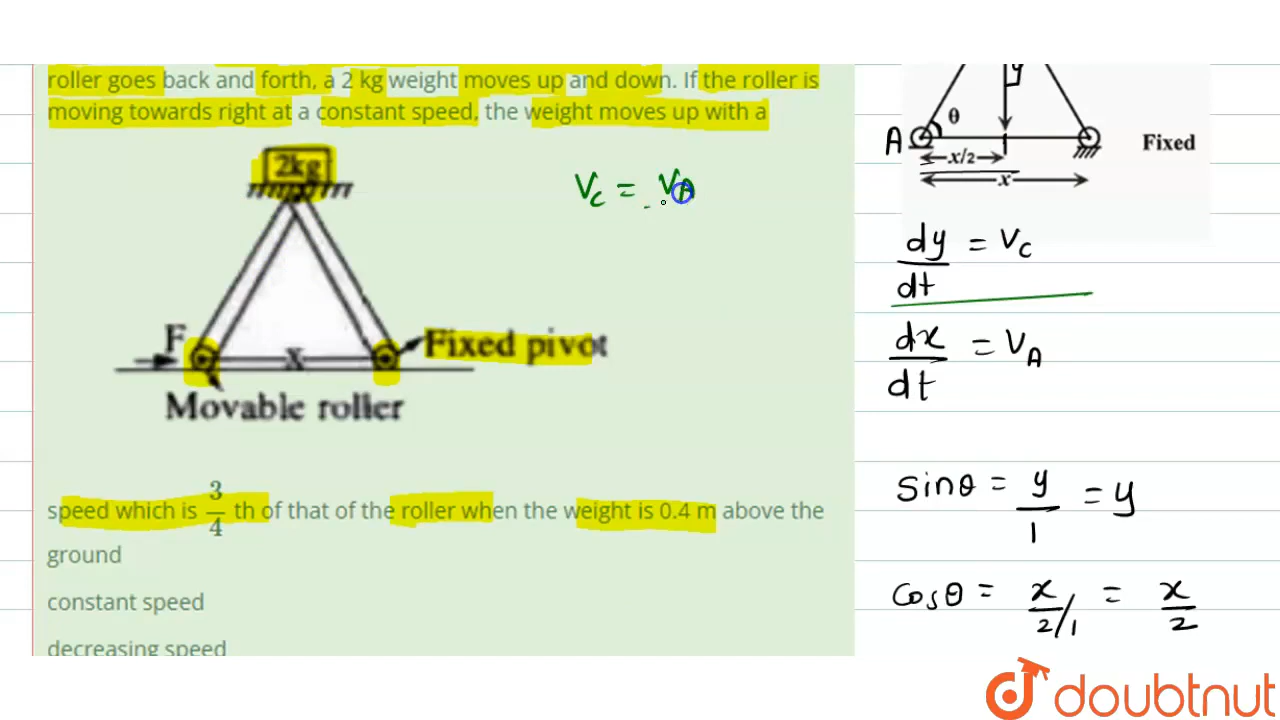 roller goes back and forth, a 2 kg weight moves up and down. If the roller is
moving towards right at a constant speed, the weight moves up with a
2kg
F
X
Fixed pivot
Movable roller
speed which is 3/4 th of that of the roller when the weight is 0.4 m above the
ground
constant speed
decreasing speed
V_C = V_A
y
θ
A
Fixed
x/2
x
dy/dt = V_C
dx/dt = V_A
sinθ = y/1 = y
cosθ = x/2/1 = x/2
doubtnut